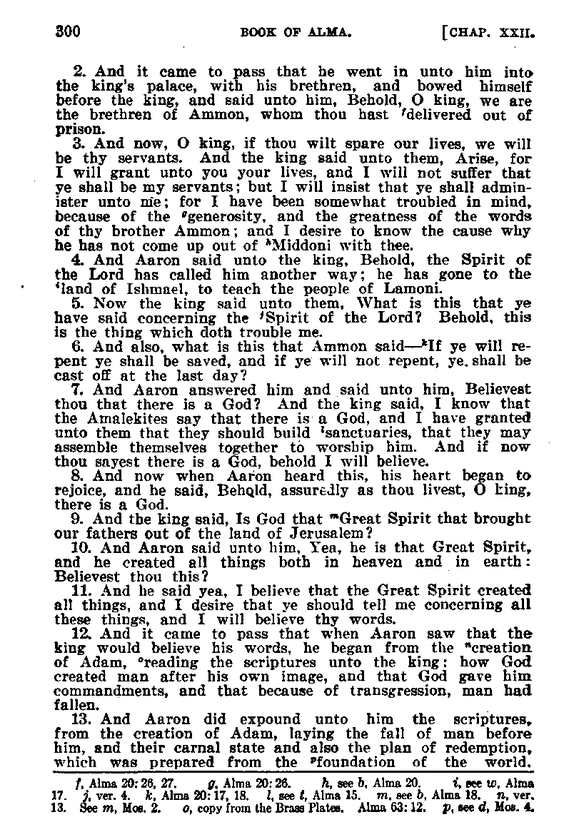 300 BOOK OF ALMA. [CHAP. XXII.
2. And it came to pass that he went in unto him into
the king's palace, with his brethren, and bowed himself
before the king, and said unto him, Behold, O king, we are
the brethren of Ammon, whom thou hast fdelivered out of
prison.
3. And now, O king, if thou wilt spare our lives, we will
be thy servants. And the king said unto them, Arise, for
I will grant unto you your lives, and I will not suffer that
ye shall be my servants; but I will insist that ye shall admin-
ister unto me; for I have been somewhat troubled in mind,
because of the ggenerosity, and the greatness of the words
of thy brother Ammon; and I desire to know the cause why
he has not come up out of hMiddoni with thee.
4. And Aaron said unto the king, Behold, the Spirit of
the Lord has called him another way; he has gone to the
iland of Ishmael, to teach the people of Lamoni.
5. Now the king said unto them, What is this that ye
have said concerning the jSpirit of the Lord? Behold, this
is the thing which doth trouble me.
6. And also, what is this that Ammon said—kIf ye will re-
pent ye shall be saved, and if ye will not repent, ye shall be
cast off at the last day?
7. And Aaron answered him and said unto him, Believest
thou that there is a God? And the king said, I know that
the Amalekites say that there is a God, and I have granted
unto them that they should build lsanctuaries, that they may
assemble themselves together to worship him. And if now
thou sayest there is a God, behold I will believe.
8. And now when Aaron heard this, his heart began to
rejoice, and he said, Behold, assuredly as thou livest, O king,
there is a God.
9. And the king said, Is God that mGreat Spirit that brought
our fathers out of the land of Jerusalem?
10. And Aaron said unto him, Yea, he is that Great Spirit,
and he created all things both in heaven and in earth:
Believest thou this?
11. And he said yea, I believe that the Great Spirit created
all things, and I desire that ye should tell me concerning all
these things, and I will believe thy words.
12. And it came to pass that when Aaron saw that the
king would believe his words, he began from the ncreation
of Adam, oreading the scriptures unto the king: how God
created man after his own image, and that God gave him
commandments, and that because of transgression, man had
fallen.
13. And Aaron did expound unto him the scriptures,
from the creation of Adam, laying the fall of man before
him, and their carnal state and also the plan of redemption,
which was prepared from the pfoundation of the world,
f, Alma 20:26, 27. g, Alma 20:26. h, see b, Alma 20. i, see w, Alma
17. j, ver. 4. k, Alma 20:17, 18. l, see t, Alma 15. m, see b, Alma 18. n, ver.
13. See m, Mos. 2. o, copy from the Brass Plates. Alma 63:12. p, see d, Mos. 4.